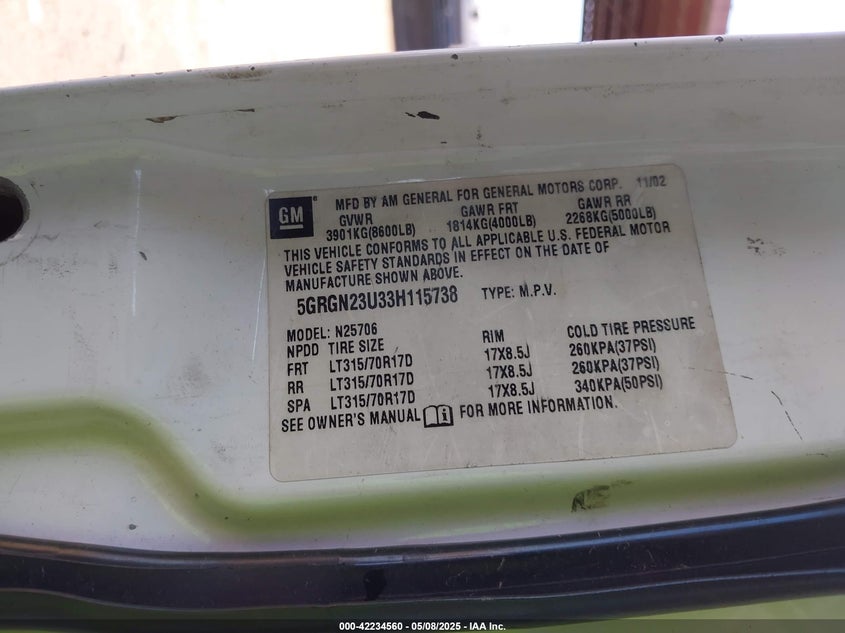 GM
MFD BY AM GENERAL FOR GENERAL MOTORS CORP. 11/02
GVWR GAWR FRT GAWR RR
3901KG(8600LB) 1814KG(4000LB) 2268KG(5000LB)
THIS VEHICLE CONFORMS TO ALL APPLICABLE U.S. FEDERAL MOTOR
VEHICLE SAFETY STANDARDS IN EFFECT ON THE DATE OF
MANUFACTURE SHOWN ABOVE.
5GRGN23U33H115738 TYPE: M.P.V.
MODEL: N25706
NPDD TIRE SIZE RIM COLD TIRE PRESSURE
FRT LT315/70R17D 17X8.5J 260KPA(37PSI)
RR LT315/70R17D 17X8.5J 260KPA(37PSI)
SPA LT315/70R17D 17X8.5J 340KPA(50PSI)
SEE OWNER'S MANUAL FOR MORE INFORMATION.
000-42234560 - 05/08/2025 - IAA Inc.